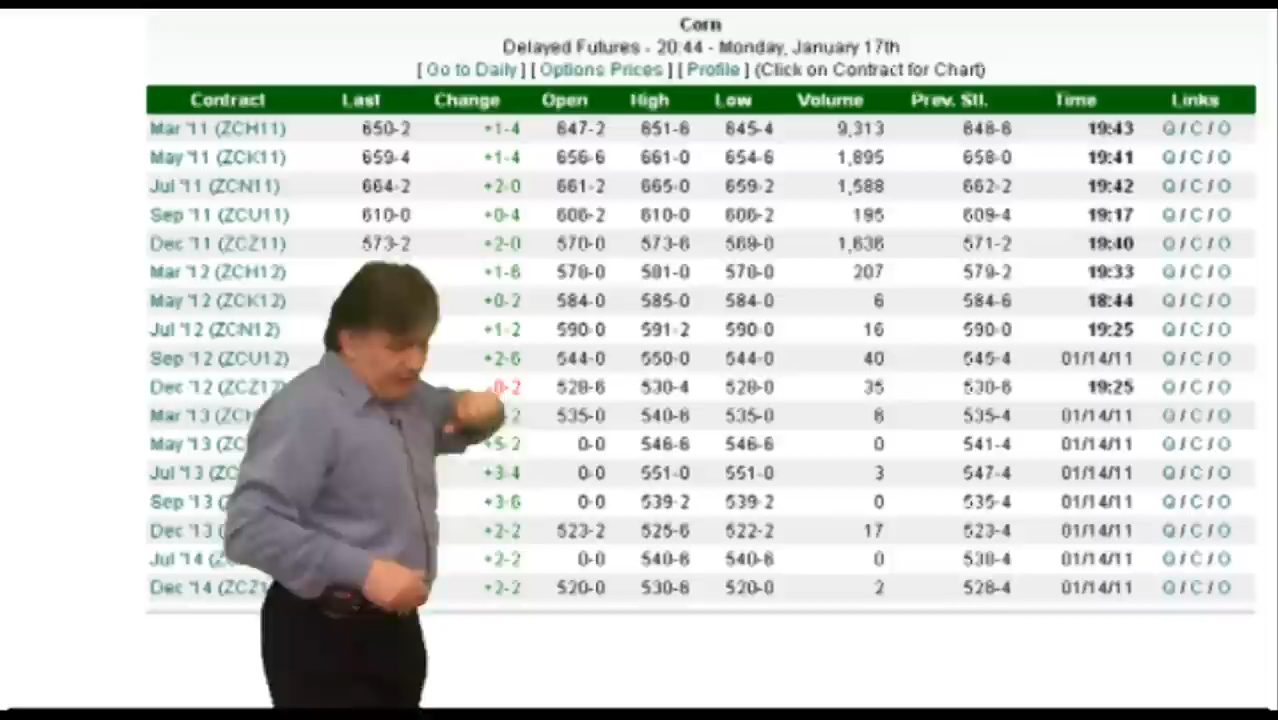 Corn
Delayed Futures - 20:44 - Monday, January 17th
[ Go to Daily ] [ Options Prices ] [ Profile ] (Click on Contract for Chart)
Contract Last Change Open High Low Volume Prev. Stl. Time Links
Mar '11 (ZCH11) 650-2 +1-4 647-2 651-6 645-4 9,313 648-6 19:43 Q / C / O
May '11 (ZCK11) 659-4 +1-4 656-6 661-0 654-6 1,895 658-0 19:41 Q / C / O
Jul '11 (ZCN11) 664-2 +2-0 661-2 665-0 659-2 1,588 662-2 19:42 Q / C / O
Sep '11 (ZCU11) 610-0 +0-4 606-2 610-0 606-2 195 609-4 19:17 Q / C / O
Dec '11 (ZCZ11) 573-2 +2-0 570-0 573-6 569-0 1,636 571-2 19:40 Q / C / O
Mar '12 (ZCH12) +1-6 578-0 581-0 578-0 207 579-2 19:33 Q / C / O
May '12 (ZCK12) +0-2 584-0 585-0 584-0 6 584-6 18:44 Q / C / O
Jul '12 (ZCN12) +1-2 590-0 591-2 590-0 16 590-0 19:25 Q / C / O
Sep '12 (ZCU12) +2-6 544-0 550-0 544-0 40 545-4 01/14/11 Q / C / O
Dec '12 (ZCZ12) -0-2 528-6 530-4 528-0 35 530-6 19:25 Q / C / O
Mar '13 535-0 540-6 535-0 6 535-4 01/14/11 Q / C / O
May '13 +5-2 0-0 546-6 546-6 0 541-4 01/14/11 Q / C / O
Jul '13 +3-4 0-0 551-0 551-0 3 547-4 01/14/11 Q / C / O
Sep '13 +3-6 0-0 539-2 539-2 0 535-4 01/14/11 Q / C / O
Dec '13 +2-2 523-2 525-6 522-2 17 523-4 01/14/11 Q / C / O
Jul '14 +2-2 0-0 540-6 540-6 0 538-4 01/14/11 Q / C / O
Dec '14 +2-2 520-0 530-6 520-0 2 528-4 01/14/11 Q / C / O